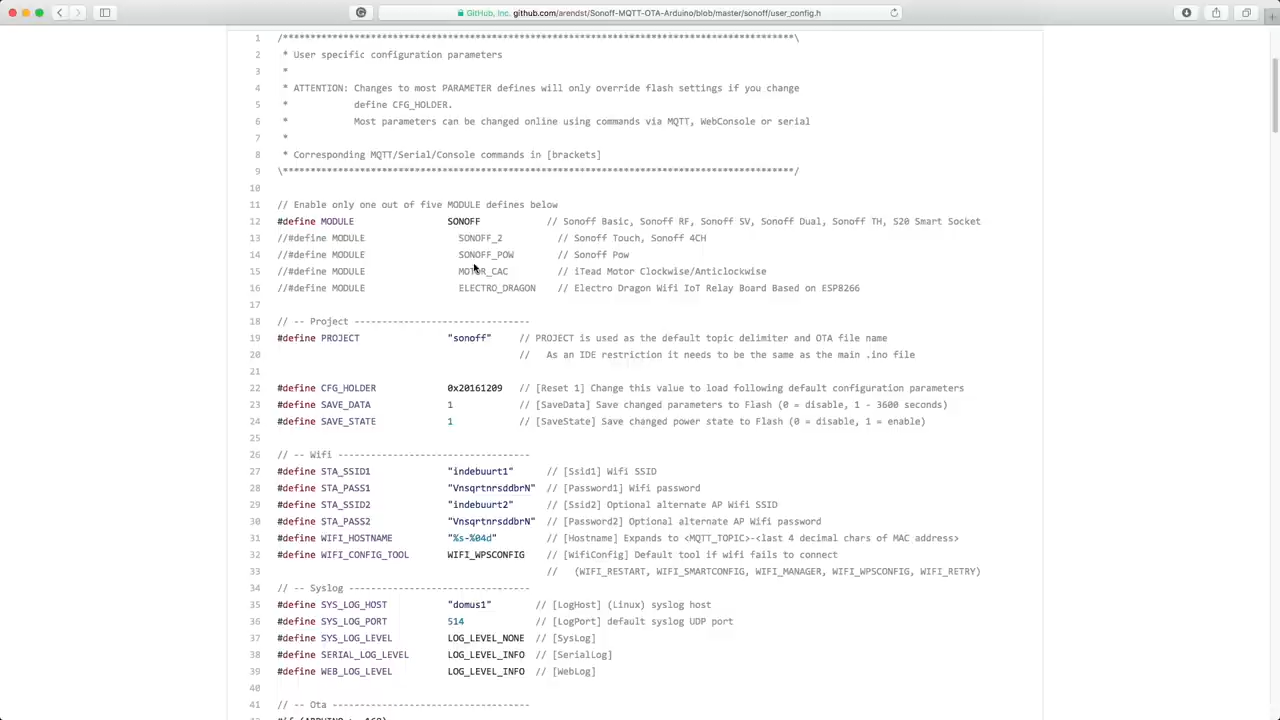 GitHub, Inc. github.com/arendst/Sonoff-MQTT-OTA-Arduino/blob/master/sonoff/user_config.h
1 /***********************************************************************************************\
2 * User specific configuration parameters
3 *
4 * ATTENTION: Changes to most PARAMETER defines will only override flash settings if you change
5 * define CFG_HOLDER.
6 * Most parameters can be changed online using commands via MQTT, WebConsole or serial
7 *
8 * Corresponding MQTT/Serial/Console commands in [brackets]
9 \***********************************************************************************************/
10
11 // Enable only one out of five MODULE defines below
12 #define MODULE SONOFF // Sonoff Basic, Sonoff RF, Sonoff SV, Sonoff Dual, Sonoff TH, S20 Smart Socket
13 //#define MODULE SONOFF_2 // Sonoff Touch, Sonoff 4CH
14 //#define MODULE SONOFF_POW // Sonoff Pow
15 //#define MODULE MOTOR_CAC // iTead Motor Clockwise/Anticlockwise
16 //#define MODULE ELECTRO_DRAGON // Electro Dragon Wifi IoT Relay Board Based on ESP8266
17
18 // -- Project --------------------------------
19 #define PROJECT "sonoff" // PROJECT is used as the default topic delimiter and OTA file name
20 // As an IDE restriction it needs to be the same as the main .ino file
21
22 #define CFG_HOLDER 0x20161209 // [Reset 1] Change this value to load following default configuration parameters
23 #define SAVE_DATA 1 // [SaveData] Save changed parameters to Flash (0 = disable, 1 - 3600 seconds)
24 #define SAVE_STATE 1 // [SaveState] Save changed power state to Flash (0 = disable, 1 = enable)
25
26 // -- Wifi -----------------------------------
27 #define STA_SSID1 "indebuurt1" // [Ssid1] Wifi SSID
28 #define STA_PASS1 "VnsqrtnrsddbrN" // [Password1] Wifi password
29 #define STA_SSID2 "indebuurt2" // [Ssid2] Optional alternate AP Wifi SSID
30 #define STA_PASS2 "VnsqrtnrsddbrN" // [Password2] Optional alternate AP Wifi password
31 #define WIFI_HOSTNAME "%s-%04d" // [Hostname] Expands to <MQTT_TOPIC>-<last 4 decimal chars of MAC address>
32 #define WIFI_CONFIG_TOOL WIFI_WPSCONFIG // [WifiConfig] Default tool if wifi fails to connect
33 // (WIFI_RESTART, WIFI_SMARTCONFIG, WIFI_MANAGER, WIFI_WPSCONFIG, WIFI_RETRY)
34 // -- Syslog ---------------------------------
35 #define SYS_LOG_HOST "domus1" // [LogHost] (Linux) syslog host
36 #define SYS_LOG_PORT 514 // [LogPort] default syslog UDP port
37 #define SYS_LOG_LEVEL LOG_LEVEL_NONE // [SysLog]
38 #define SERIAL_LOG_LEVEL LOG_LEVEL_INFO // [SerialLog]
39 #define WEB_LOG_LEVEL LOG_LEVEL_INFO // [WebLog]
40
41 // -- Ota ------------------------------------